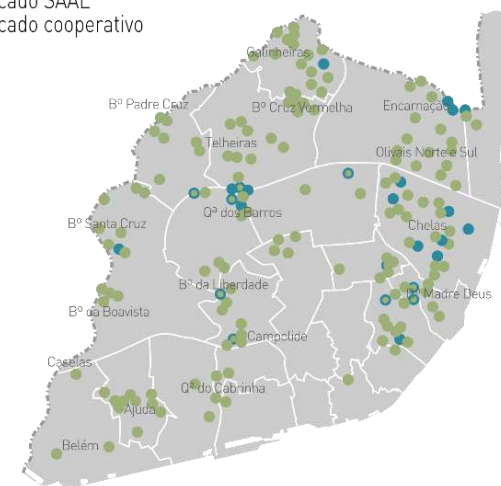 cado SAAL
cado cooperativo
Galinheiras
Bº Padre Cruz
Bº Cruz Vermelha
Encarnação
Telheiras
Olivais Norte e Sul
Qª dos Barros
Bº Santa Cruz
Chelas
Bº da Liberdade
Bº Madre Deus
Bº da Boavista
Campolide
Caselas
Qª do Cabrinha
Ajuda
Belém